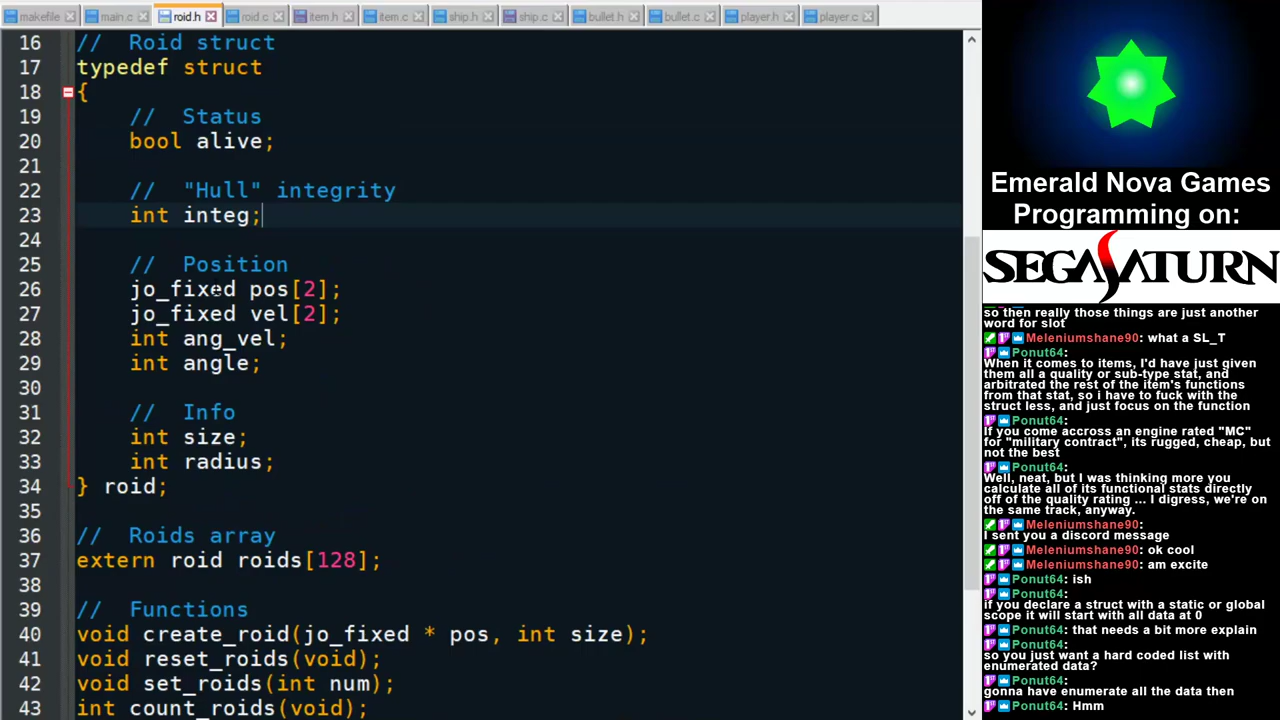 makefile main.c roid.h roid.c item.h item.c ship.h ship.c bullet.h bullet.c player.h player.c
16 // Roid struct
17 typedef struct
18 {
19 // Status
20 bool alive;
21
22 // "Hull" integrity
23 int integ;
24
25 // Position
26 jo_fixed pos[2];
27 jo_fixed vel[2];
28 int ang_vel;
29 int angle;
30
31 // Info
32 int size;
33 int radius;
34 } roid;
35
36 // Roids array
37 extern roid roids[128];
38
39 // Functions
40 void create_roid(jo_fixed * pos, int size);
41 void reset_roids(void);
42 void set_roids(int num);
43 int count_roids(void);
Emerald Nova Games
Programming on:
SEGASATURN
so then really those things are just another
word for slot
Meleniumshane90: what a SL_T
Ponut64:
When it comes to items, I'd have just given
them all a quality or sub-type stat, and
arbitrated the rest of the item's functions
from that stat, so i have to fuck with the
struct less, and just focus on the function
Ponut64:
If you come accross an engine rated "MC"
for "military contract", its rugged, cheap, but
not the best
Ponut64:
Well, neat, but I was thinking more you
calculate all of its functional stats directly
off of the quality rating ... I digress, we're on
the same track, anyway.
Meleniumshane90:
I sent you a discord message
Meleniumshane90: ok cool
Meleniumshane90: am excite
Ponut64: ish
Ponut64:
if you declare a struct with a static or global
scope it will start with all data at 0
Ponut64: that needs a bit more explain
Ponut64:
so you just want a hard coded list with
enumerated data?
Ponut64:
gonna have enumerate all the data then
Ponut64: Hmm